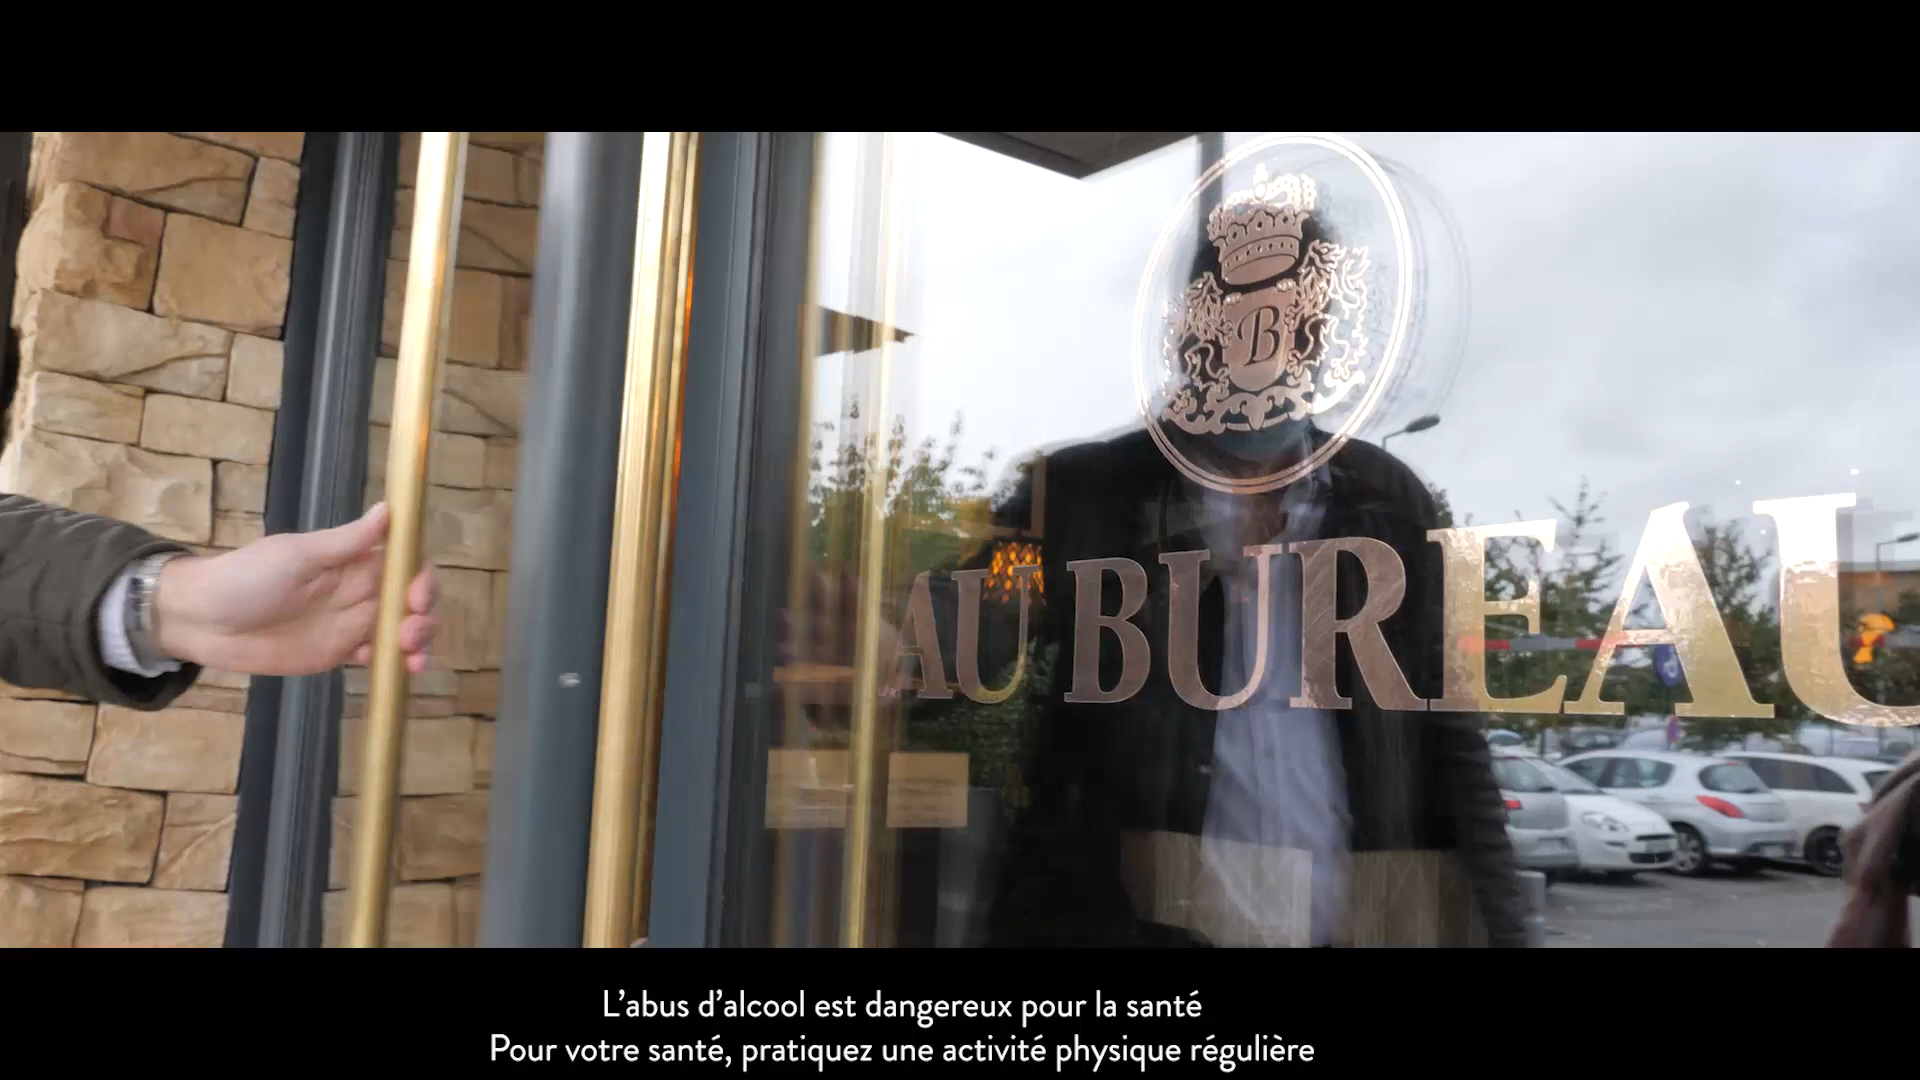 B
AU BUREAU
L’abus d’alcool est dangereux pour la santé
Pour votre santé, pratiquez une activité physique régulière